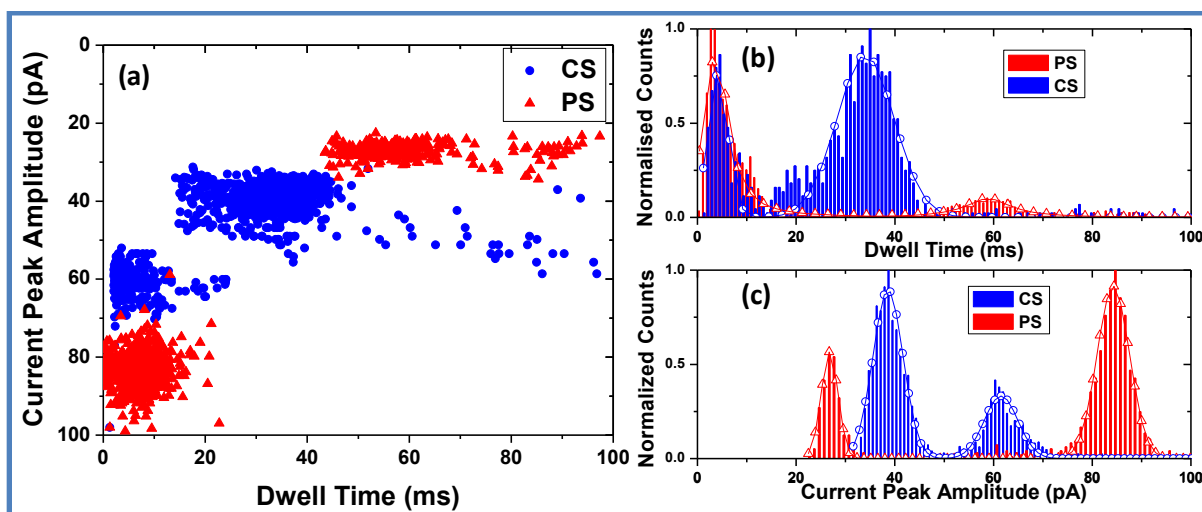 (a)
CS
PS
Current Peak Amplitude (pA)
0
20
40
60
80
100
0 20 40 60 80 100
Dwell Time (ms)
(b)
PS
CS
Normalised Counts
1.0
0.5
0.0
0 20 40 60 80 100
Dwell Time (ms)
(c)
CS
PS
Normalized Counts
1.0
0.5
0.0
0 20 40 60 80 100
Current Peak Amplitude (pA)